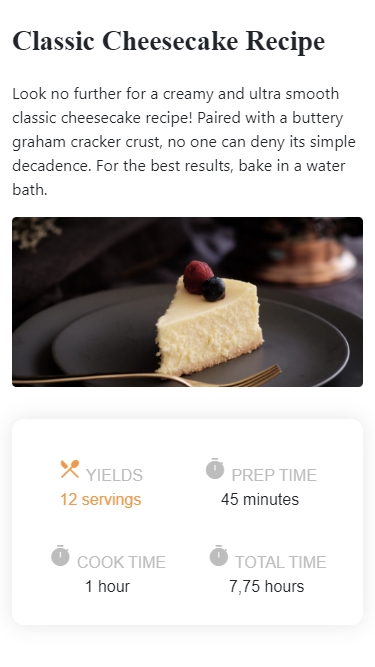 Classic Cheesecake Recipe
Look no further for a creamy and ultra smooth
classic cheesecake recipe! Paired with a buttery
graham cracker crust, no one can deny its simple
decadence. For the best results, bake in a water
bath.
YIELDS
12 servings
PREP TIME
45 minutes
COOK TIME
1 hour
TOTAL TIME
7,75 hours